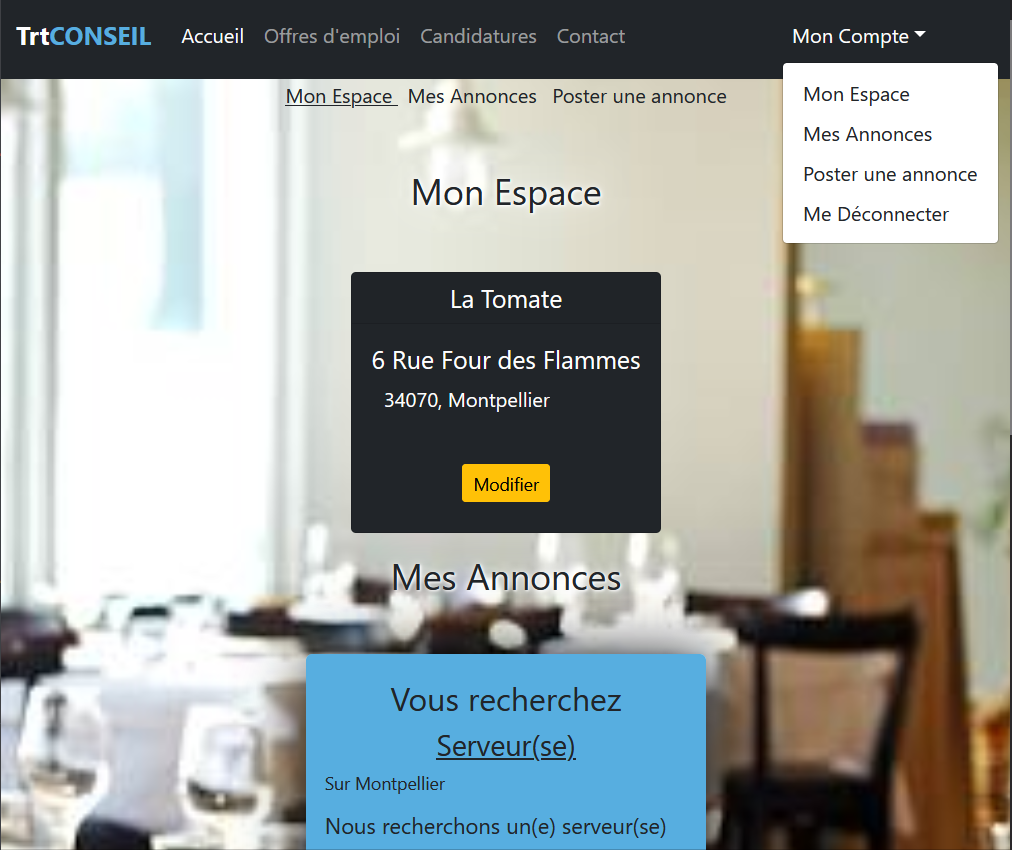 TrtCONSEIL Accueil Offres d'emploi Candidatures Contact Mon Compte
Mon Espace
Mes Annonces
Poster une annonce
Me Déconnecter
Mon Espace Mes Annonces Poster une annonce
Mon Espace
La Tomate
6 Rue Four des Flammes
34070, Montpellier
Modifier
Mes Annonces
Vous recherchez
Serveur(se)
Sur Montpellier
Nous recherchons un(e) serveur(se)